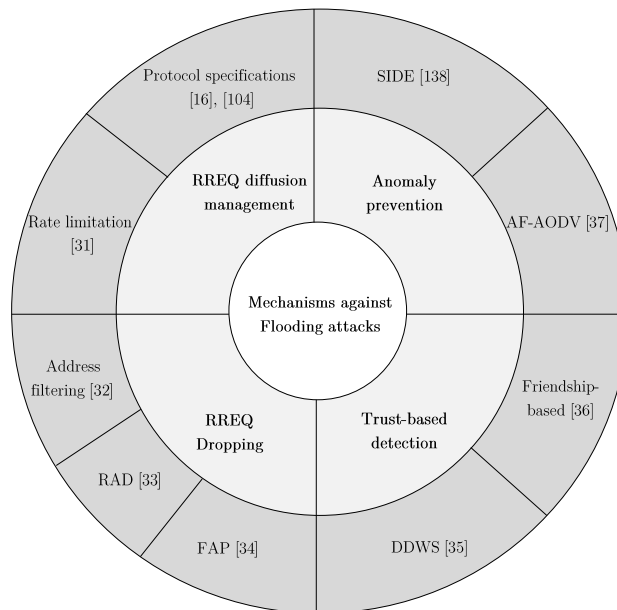 Protocol specifications
[16], [104]
SIDE [138]
RREQ diffusion
management
Anomaly
prevention
Rate limitation
[31]
AF-AODV [37]
Mechanisms against
Flooding attacks
Address
filtering [32]
Friendship-
based [36]
RREQ
Dropping
Trust-based
detection
RAD [33]
FAP [34]
DDWS [35]